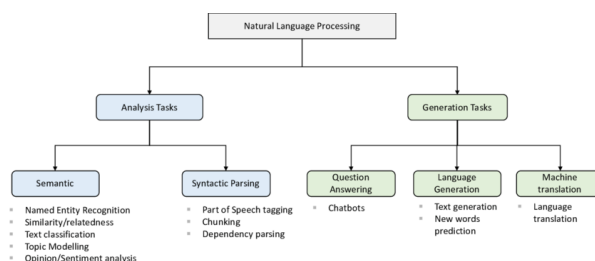 Natural Language Processing
Analysis Tasks
Generation Tasks
Semantic
Syntactic Parsing
Question
Answering
Language
Generation
Machine
translation
Named Entity Recognition
Similarity/relatedness
Text classification
Topic Modelling
Opinion/Sentiment analysis
Part of Speech tagging
Chunking
Dependency parsing
Chatbots
Text generation
New words
prediction
Language
translation